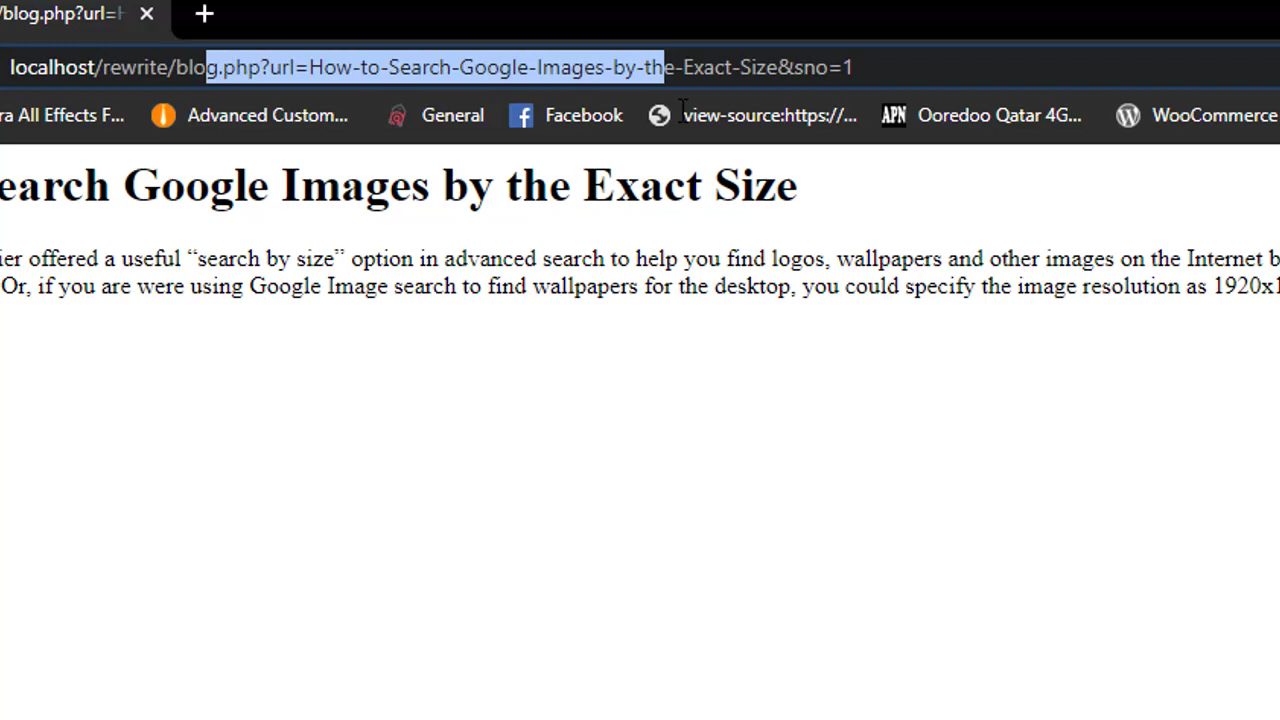 /blog.php?url=
localhost/rewrite/blog.php?url=How-to-Search-Google-Images-by-the-Exact-Size&sno=1
ra All Effects F... Advanced Custom... General Facebook view-source:https://... APN Ooredoo Qatar 4G... WooCommerce
earch Google Images by the Exact Size
ier offered a useful “search by size” option in advanced search to help you find logos, wallpapers and other images on the Internet b
Or, if you are were using Google Image search to find wallpapers for the desktop, you could specify the image resolution as 1920x1